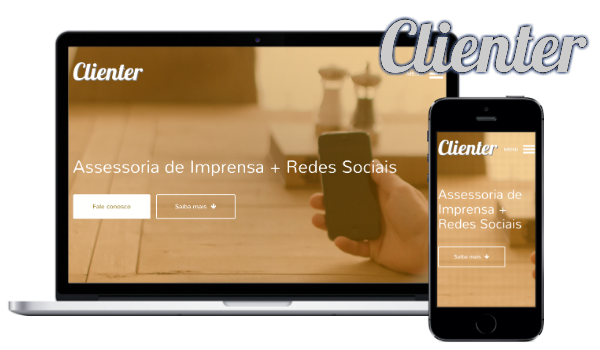 Clienter
Clienter
Assessoria de Imprensa + Redes Sociais
Fale conosco
Saiba mais
Clienter
MENU
Assessoria de
Imprensa +
Redes Sociais
Saiba mais